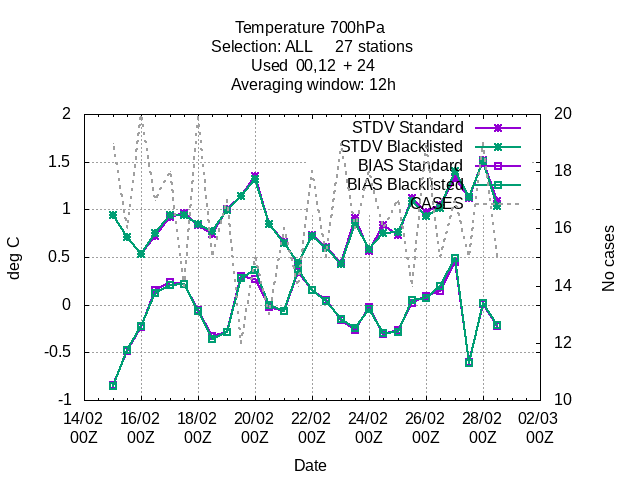 Temperature 700hPa
Selection: ALL 27 stations
Used 00,12 + 24
Averaging window: 12h
2
1.5
1
0.5
0
-0.5
-1
20
18
16
14
12
10
deg C
No cases
STDV Standard
STDV Blacklisted
BIAS Standard
BIAS Blacklisted
CASES
14/02 16/02 18/02 20/02 22/02 24/02 26/02 28/02 02/03
00Z 00Z 00Z 00Z 00Z 00Z 00Z 00Z 00Z
Date